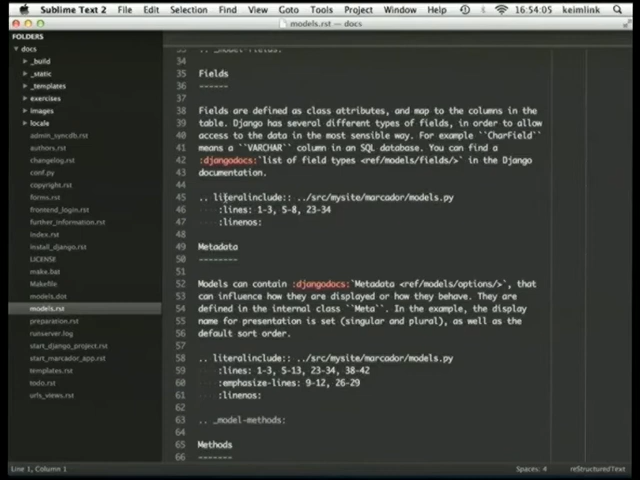 Sublime Text 2 File Edit Selection Find View Goto Tools Project Window Help 16:54:05 keimlink
models.rst — docs
FOLDERS
docs
_build
_static
_templates
exercises
images
locale
admin_syncdb.rst
authors.rst
changelog.rst
conf.py
copyright.rst
forms.rst
frontend_login.rst
further_information.rst
index.rst
install_django.rst
LICENSE
make.bat
Makefile
models.dot
models.rst
preparation.rst
runserver.log
start_django_project.rst
start_marcador_app.rst
templates.rst
todo.rst
urls_views.rst
33 .. _model-fields:
34
35 Fields
36 ------
37
38 Fields are defined as class attributes, and map to the columns in the
39 table. Django has several different types of fields, in order to allow
40 access to the data in the most sensible way. For example ``CharField``
41 means a ``VARCHAR`` column in an SQL database. You can find a
42 :djangodocs:`list of field types <ref/models/fields/>` in the Django
43 documentation.
44
45 .. literalinclude:: ../src/mysite/marcador/models.py
46 :lines: 1-3, 5-8, 23-34
47 :linenos:
48
49 Metadata
50 --------
51
52 Models can contain :djangodocs:`Metadata <ref/models/options/>`, that
53 can influence how they are displayed or how they behave. They are
54 defined in the internal class ``Meta``. In the example, the display
55 name for presentation is set (singular and plural), as well as the
56 default sort order.
57
58 .. literalinclude:: ../src/mysite/marcador/models.py
59 :lines: 1-3, 5-13, 23-34, 38-42
60 :emphasize-lines: 9-12, 26-29
61 :linenos:
62
63 .. _model-methods:
64
65 Methods
66 -------
Line 1, Column 1 Spaces: 4 reStructuredText